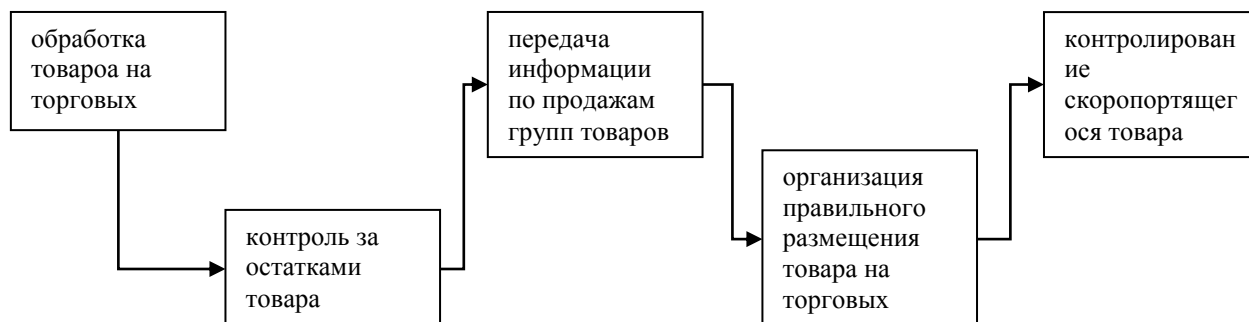 обработка
товароа на
торговых
контроль за
остатками
товара
передача
информации
по продажам
групп товаров
организация
правильного
размещения
товара на
торговых
контролирован
ие
скоропортящег
ося товара